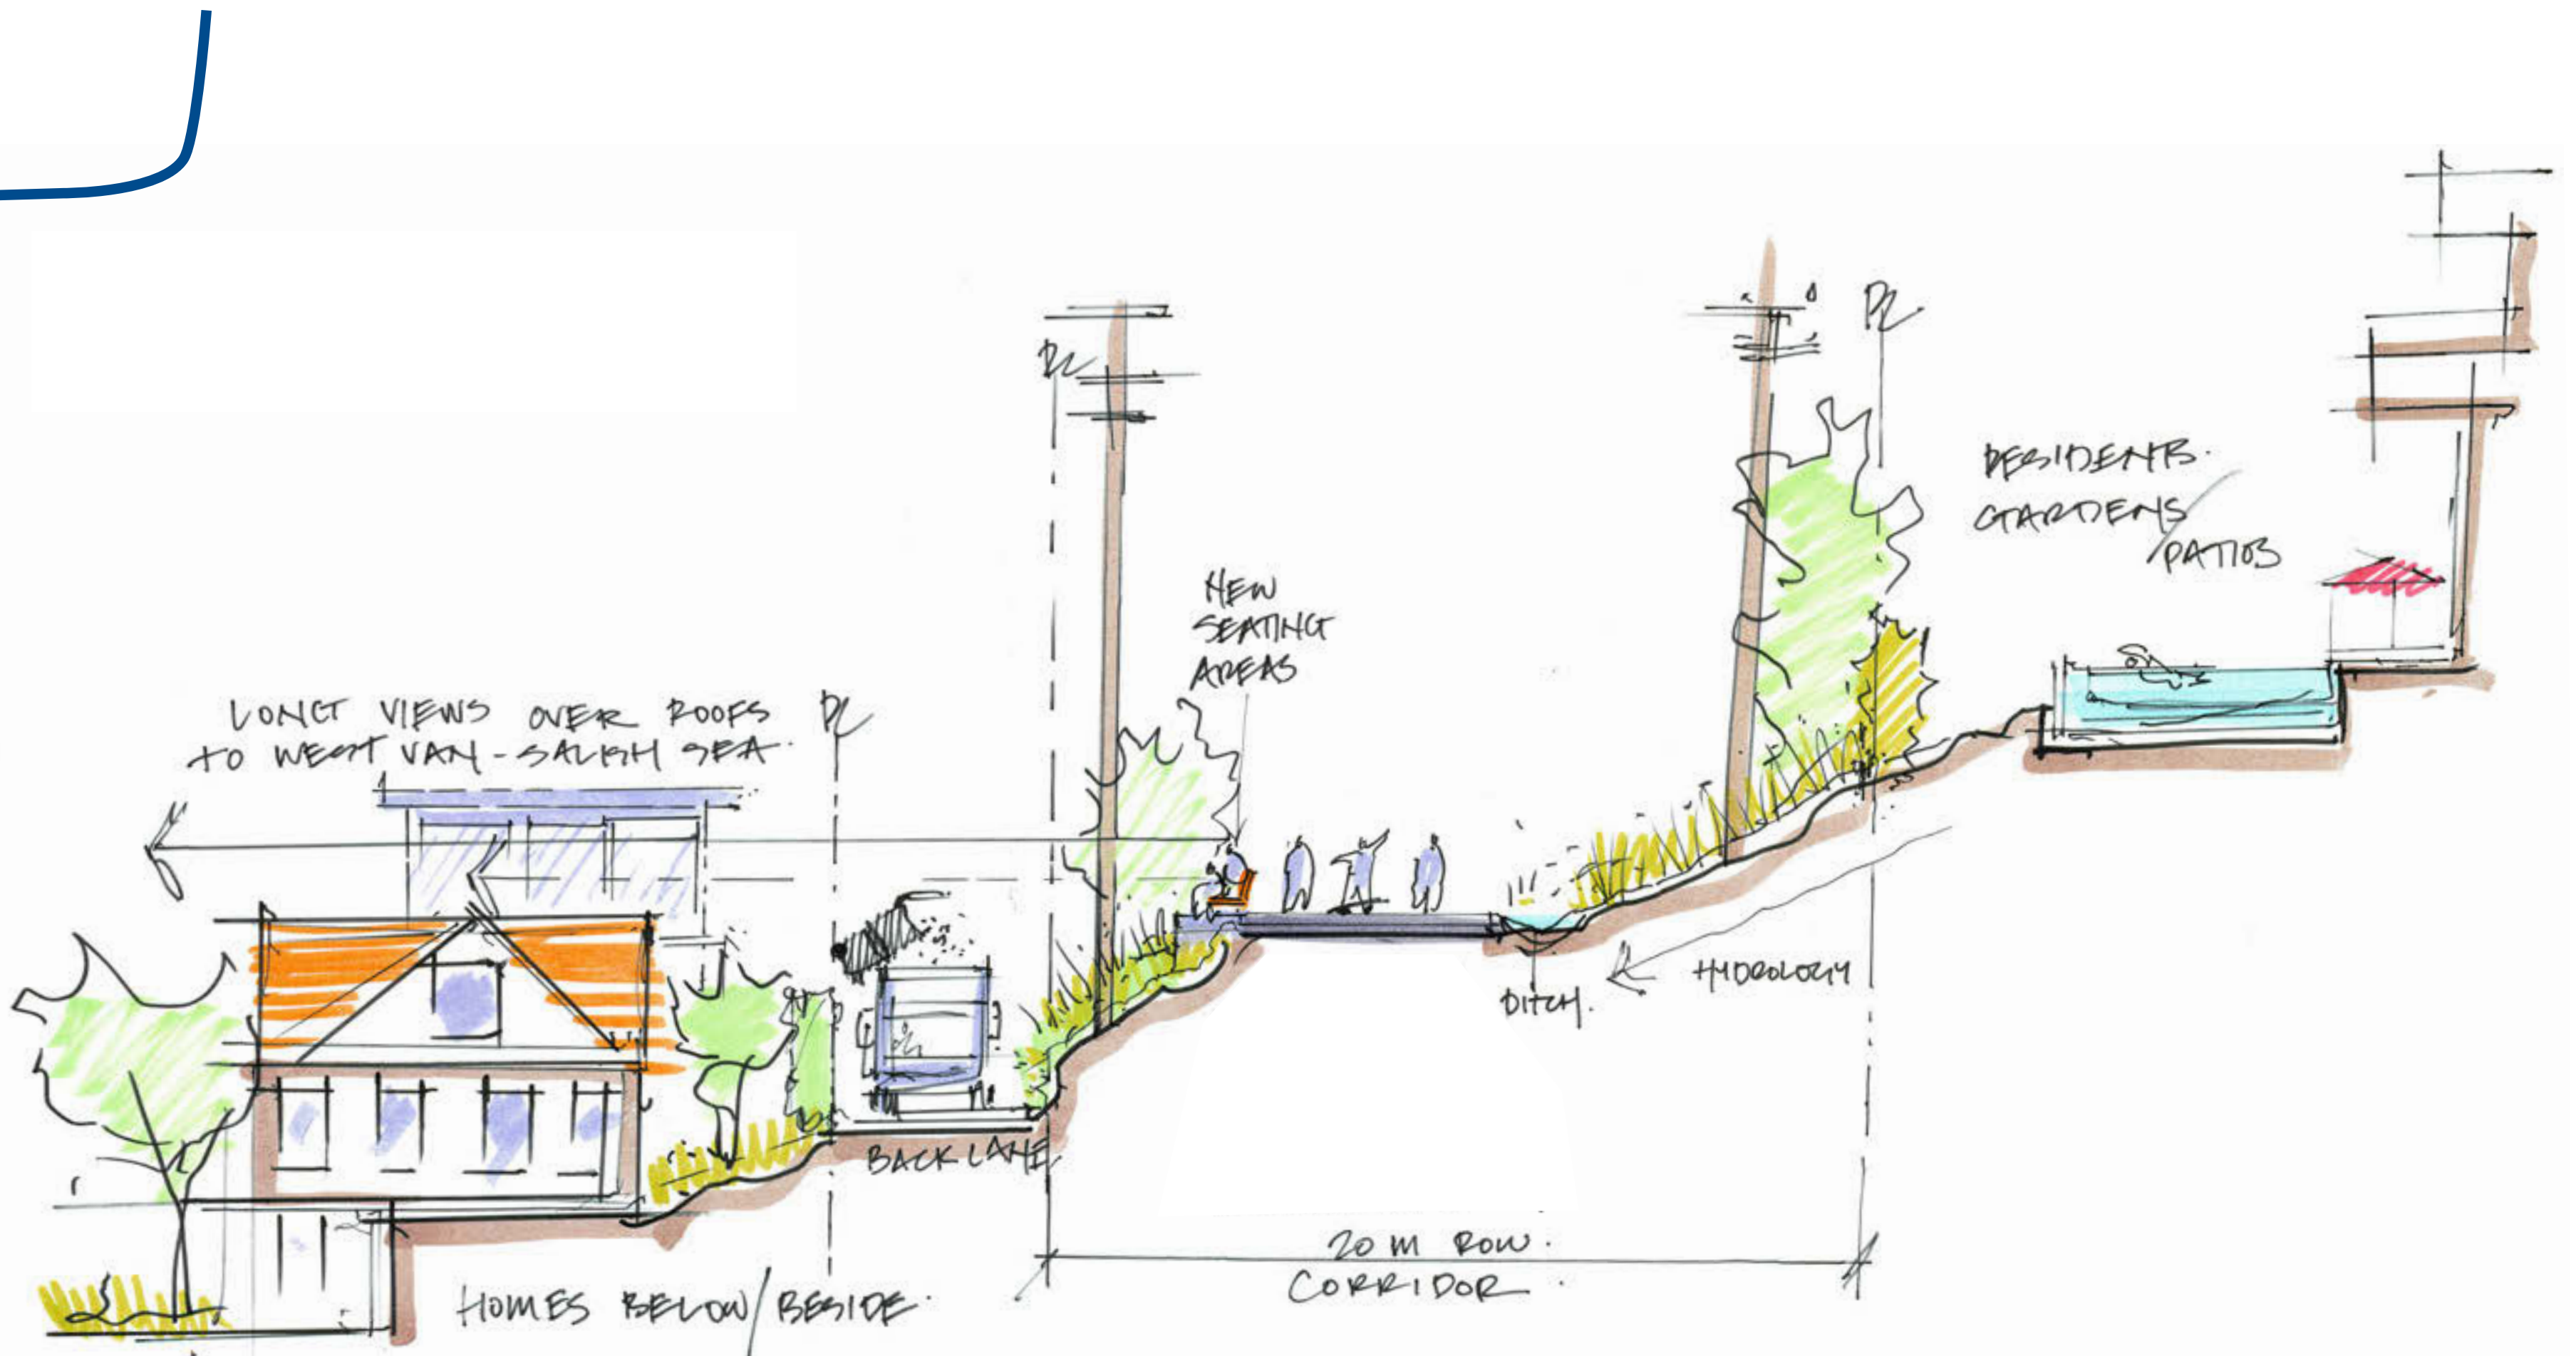 PL
PL
RESIDENTS.
GARDENS/
PATIOS
NEW
SEATING
AREAS
LONG VIEWS OVER ROOFS
TO WEST VAN - SALISH SEA.
PL
HYDROLOGY
DITCH.
BACK LANE
20 M ROW.
CORRIDOR.
HOMES BELOW/BESIDE.